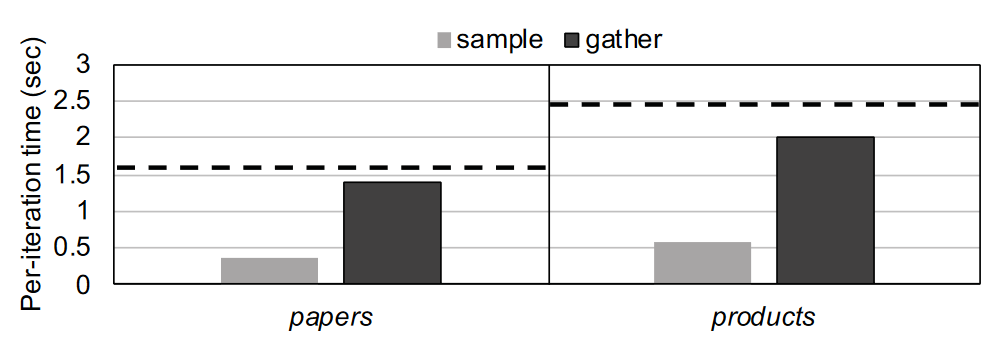 sample gather
Per-iteration time (sec)
3
2.5
2
1.5
1
0.5
0
papers products